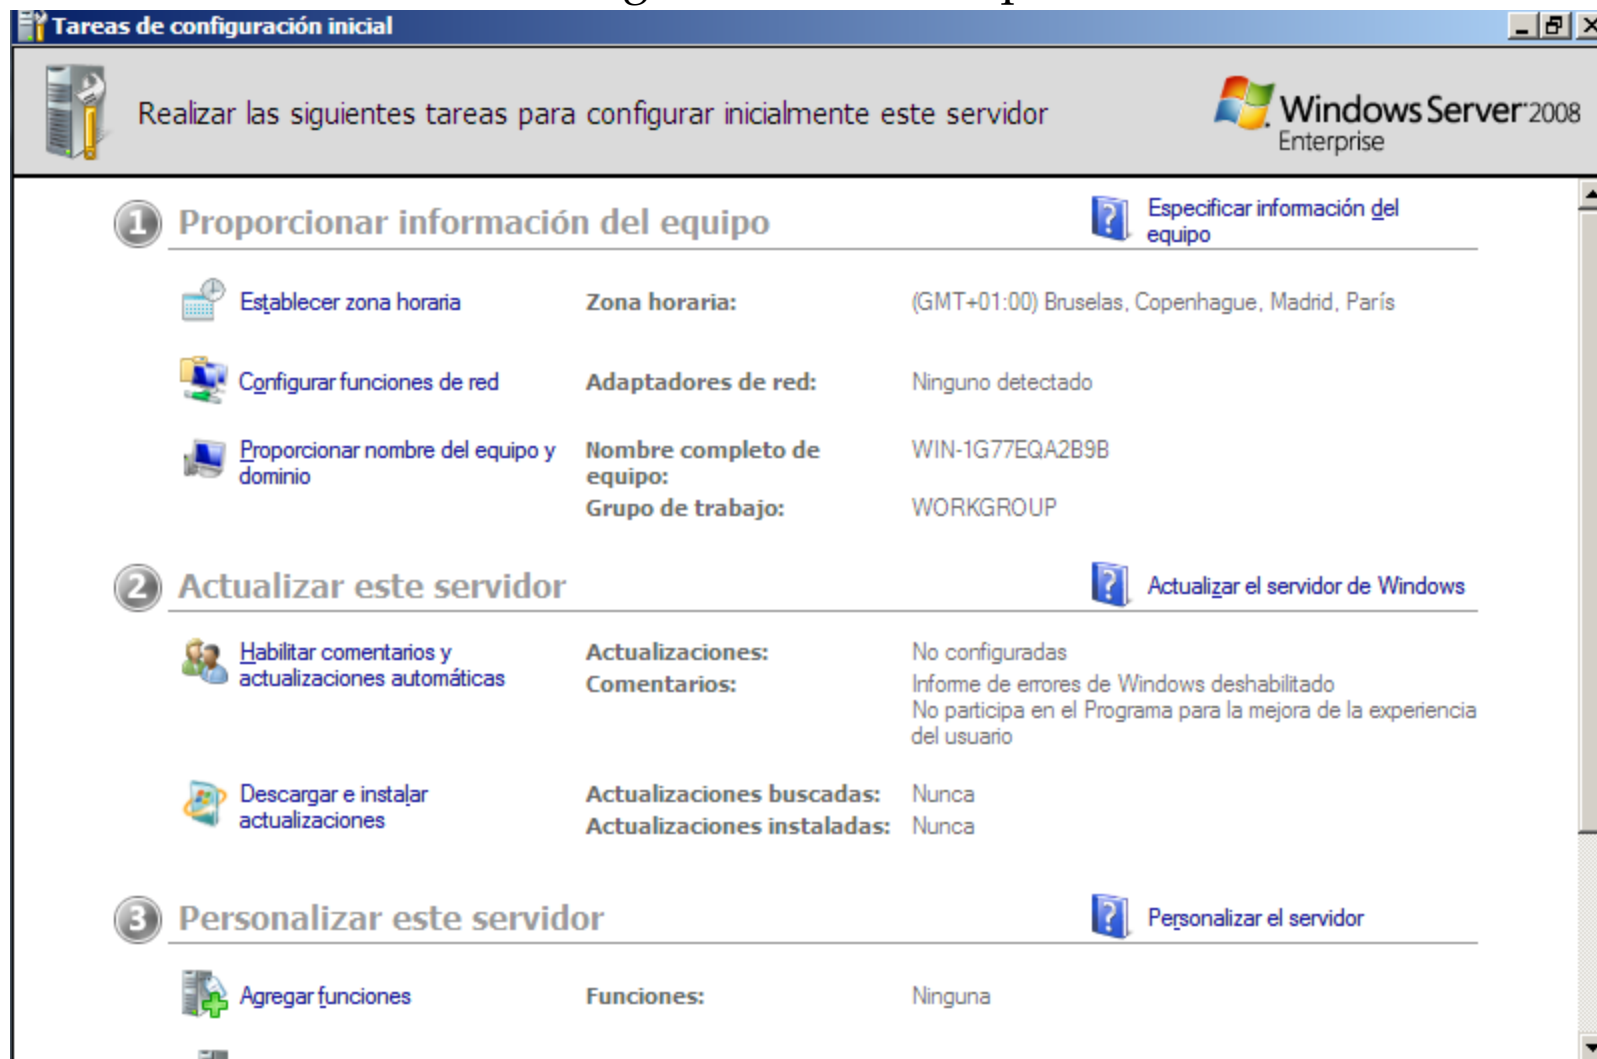 Tareas de configuración inicial
Realizar las siguientes tareas para configurar inicialmente este servidor
Windows Server 2008
Enterprise
1 Proporcionar información del equipo
Especificar información del
equipo
Establecer zona horaria
Zona horaria:
(GMT+01:00) Bruselas, Copenhague, Madrid, París
Configurar funciones de red
Adaptadores de red:
Ninguno detectado
Proporcionar nombre del equipo y
dominio
Nombre completo de
equipo:
WIN-1G77EQA2B9B
Grupo de trabajo:
WORKGROUP
2 Actualizar este servidor
Actualizar el servidor de Windows
Habilitar comentarios y
actualizaciones automáticas
Actualizaciones:
No configuradas
Comentarios:
Informe de errores de Windows deshabilitado
No participa en el Programa para la mejora de la experiencia
del usuario
Descargar e instalar
actualizaciones
Actualizaciones buscadas:
Nunca
Actualizaciones instaladas:
Nunca
3 Personalizar este servidor
Personalizar el servidor
Agregar funciones
Funciones:
Ninguna